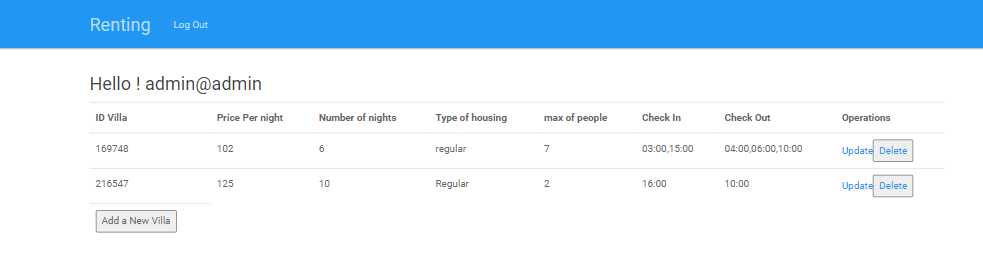 Renting Log Out
Hello ! admin@admin
ID Villa Price Per night Number of nights Type of housing max of people Check In Check Out Operations
169748 102 6 regular 7 03:00,15:00 04:00,06:00,10:00 Update Delete
216547 125 10 Regular 2 16:00 10:00 Update Delete
Add a New Villa